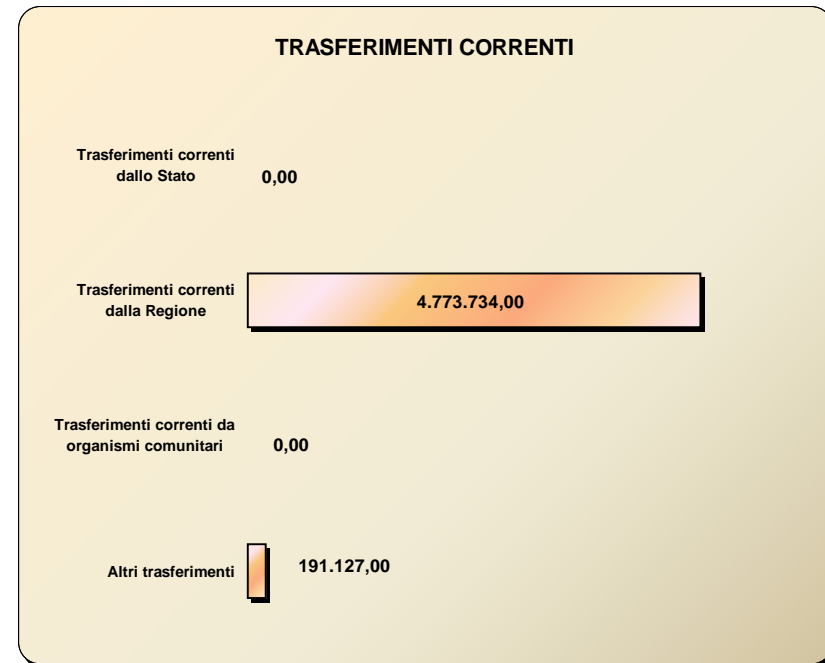 TRASFERIMENTI CORRENTI
Trasferimenti correnti
dallo Stato
0,00
Trasferimenti correnti
dalla Regione
4.773.734,00
Trasferimenti correnti da
organismi comunitari
0,00
Altri trasferimenti
191.127,00